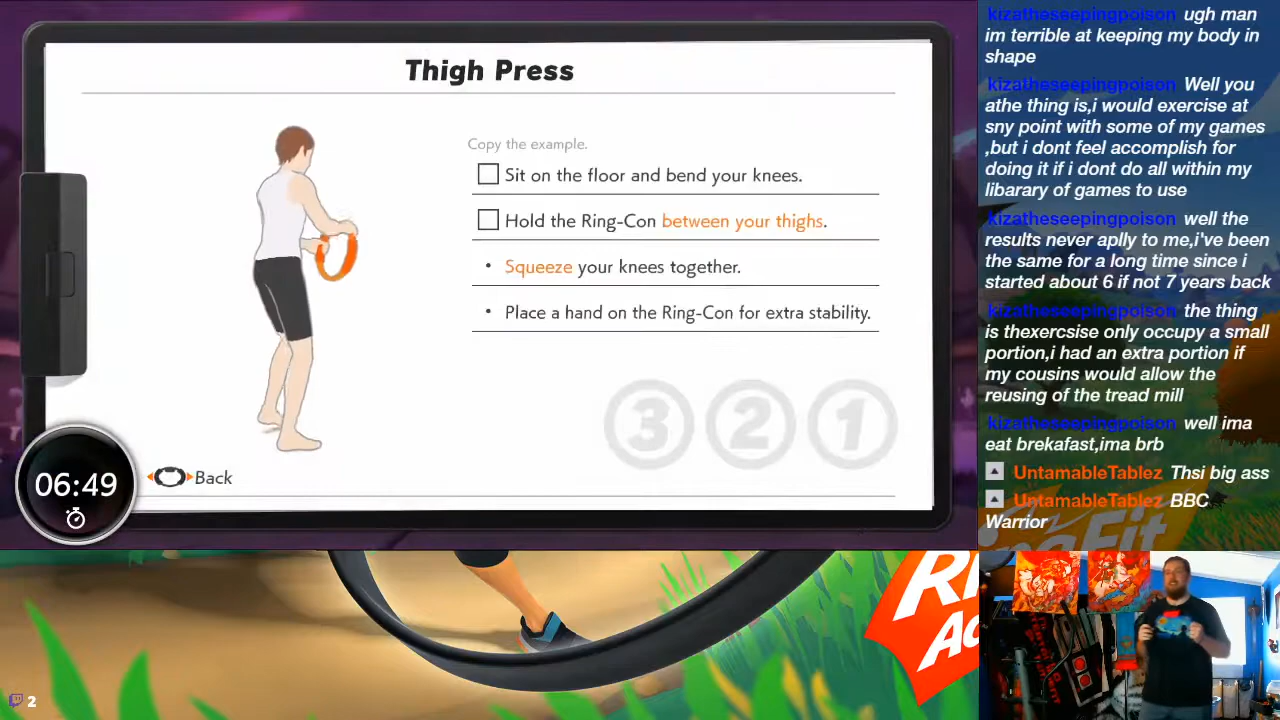 Thigh Press
Copy the example.
Sit on the floor and bend your knees.
Hold the Ring-Con between your thighs.
• Squeeze your knees together.
• Place a hand on the Ring-Con for extra stability.
3 2 1
06:49
Back
2
kizatheseepingpoison ugh man
im terrible at keeping my body in
shape
kizatheseepingpoison Well you
athe thing is,i would exercise at
sny point with some of my games
,but i dont feel accomplish for
doing it if i dont do all within my
libarary of games to use
kizatheseepingpoison well the
results never aplly to me,i've been
the same for a long time since i
started about 6 if not 7 years back
kizatheseepingpoison the thing
is thexercsise only occupy a small
portion,i had an extra portion if
my cousins would allow the
reusing of the tread mill
kizatheseepingpoison well ima
eat brekafast,ima brb
UntamableTablez Thsi big ass
UntamableTablez BBC
Warrior